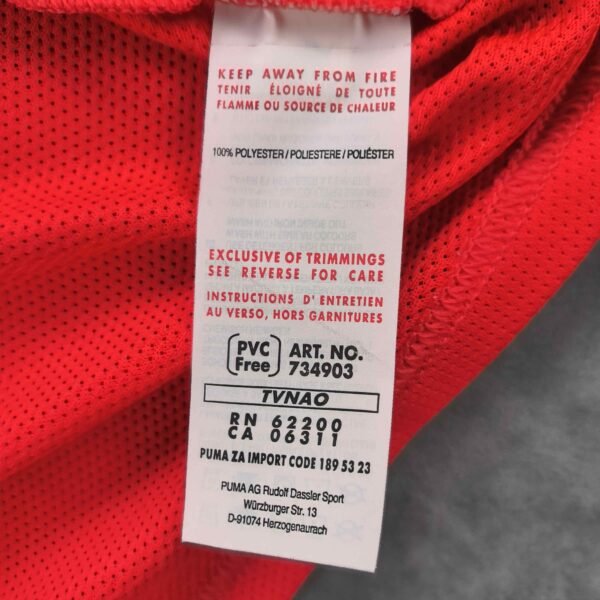 KEEP AWAY FROM FIRE
TENIR ÉLOIGNÉ DE TOUTE
FLAMME OU SOURCE DE CHALEUR
100% POLYESTER / POLIESTERE / POLIÉSTER
EXCLUSIVE OF TRIMMINGS
SEE REVERSE FOR CARE
INSTRUCTIONS D' ENTRETIEN
AU VERSO, HORS GARNITURES
PVC Free ART. NO. 734903
TVNAO
RN 62200
CA 06311
PUMA ZA IMPORT CODE 189 53 23
PUMA AG Rudolf Dassler Sport
Würzburger Str. 13
D-91074 Herzogenaurach